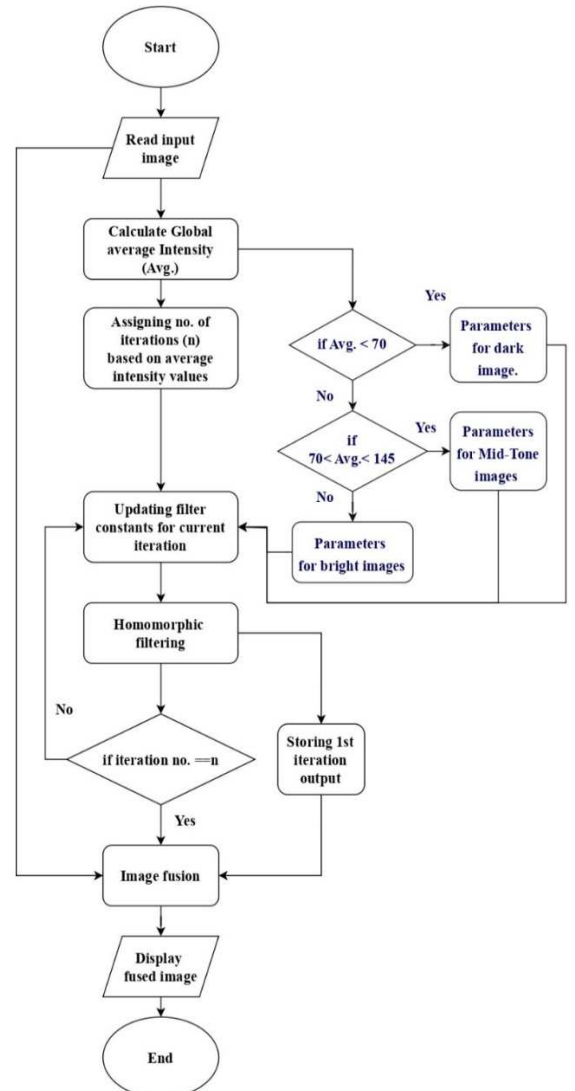 Start
Read input
image
Calculate Global
average Intensity
(Avg.)
Assigning no. of
iterations (n)
based on average
intensity values
Yes
if Avg. < 70
Parameters
for dark
image.
No
Yes
if
70< Avg.< 145
Parameters
for Mid-Tone
images
No
Updating filter
constants for current
iteration
Parameters
for bright images
Homomorphic
filtering
No
if iteration no. ==n
Storing 1st
iteration
output
Yes
Image fusion
Display
fused image
End